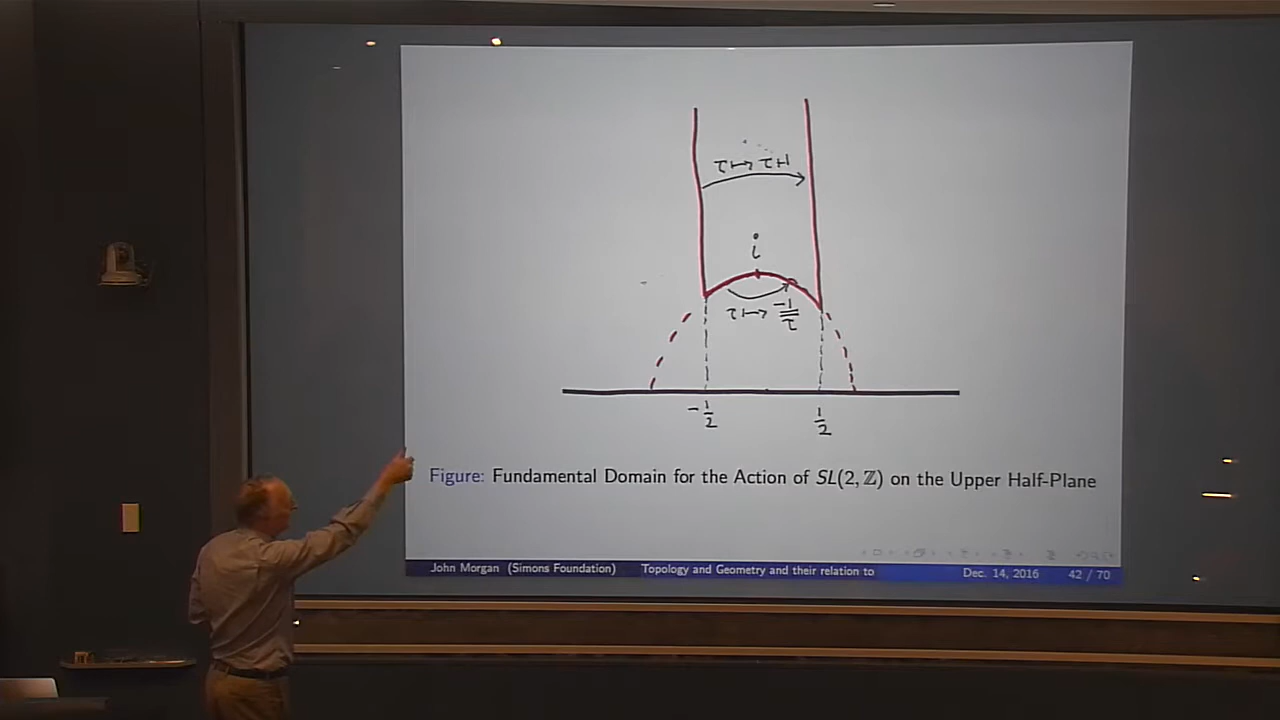 τ ↦ τ+1
i
τ ↦ -1/τ
-1/2
1/2
Figure: Fundamental Domain for the Action of SL(2, ℤ) on the Upper Half-Plane
John Morgan (Simons Foundation) Topology and Geometry and their relation to Dec. 14, 2016 42 / 70